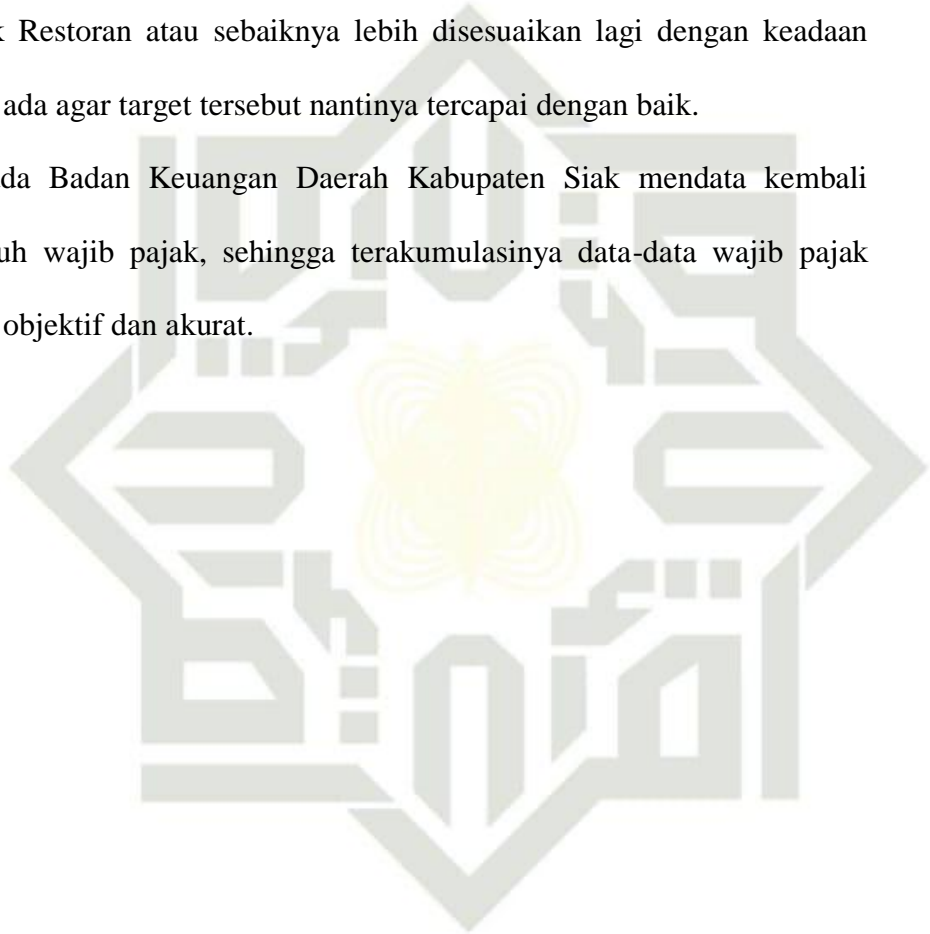 k Restoran atau sebaiknya lebih disesuaikan lagi dengan keadaan
ada agar target tersebut nantinya tercapai dengan baik.
da Badan Keuangan Daerah Kabupaten Siak mendata kembali
uh wajib pajak, sehingga terakumulasinya data-data wajib pajak
objektif dan akurat.